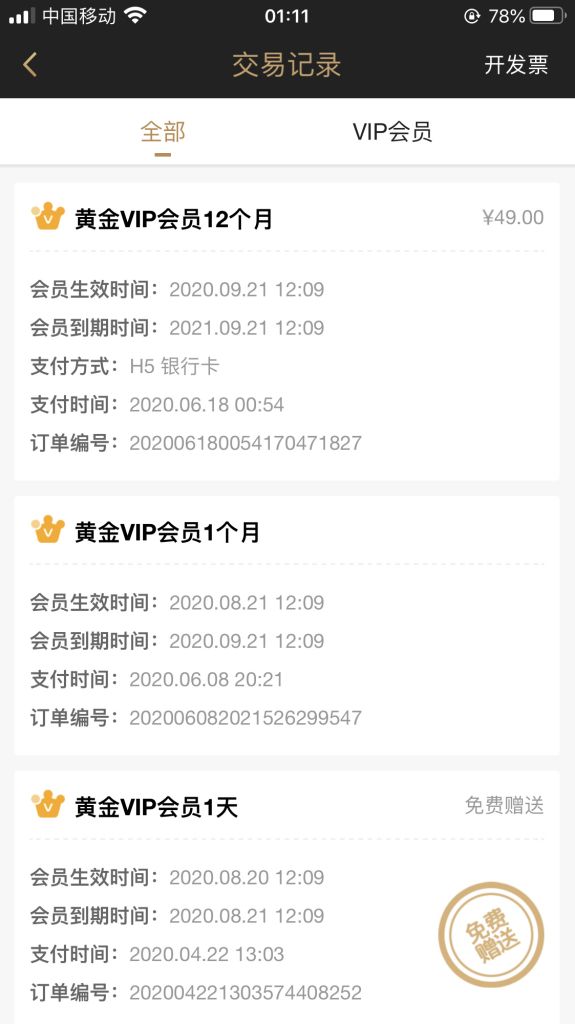 中国移动 01:11 78%
交易记录 开发票
全部 VIP会员
黄金VIP会员12个月 ¥49.00
会员生效时间：2020.09.21 12:09
会员到期时间：2021.09.21 12:09
支付方式：H5 银行卡
支付时间：2020.06.18 00:54
订单编号：202006180054170471827
黄金VIP会员1个月
会员生效时间：2020.08.21 12:09
会员到期时间：2020.09.21 12:09
支付时间：2020.06.08 20:21
订单编号：202006082021526299547
黄金VIP会员1天 免费赠送
会员生效时间：2020.08.20 12:09
会员到期时间：2020.08.21 12:09
支付时间：2020.04.22 13:03
订单编号：202004221303574408252
免费
赠送